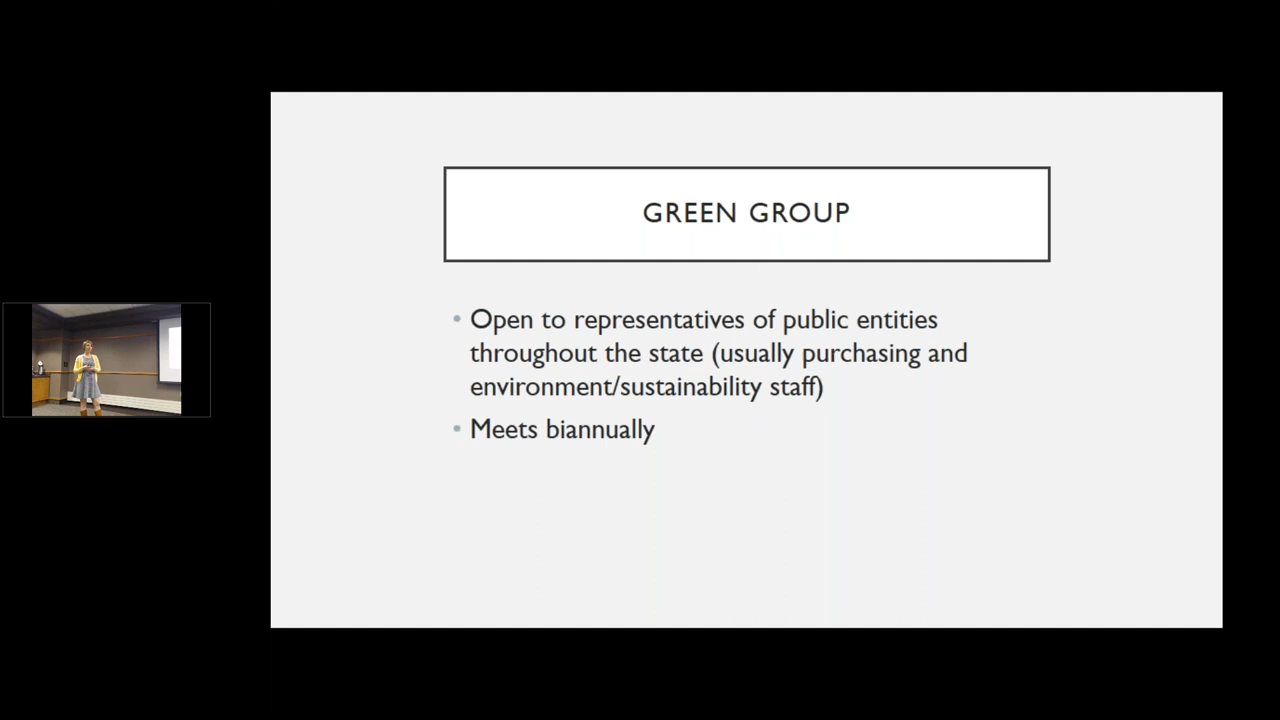 GREEN GROUP
• Open to representatives of public entities
throughout the state (usually purchasing and
environment/sustainability staff)
• Meets biannually